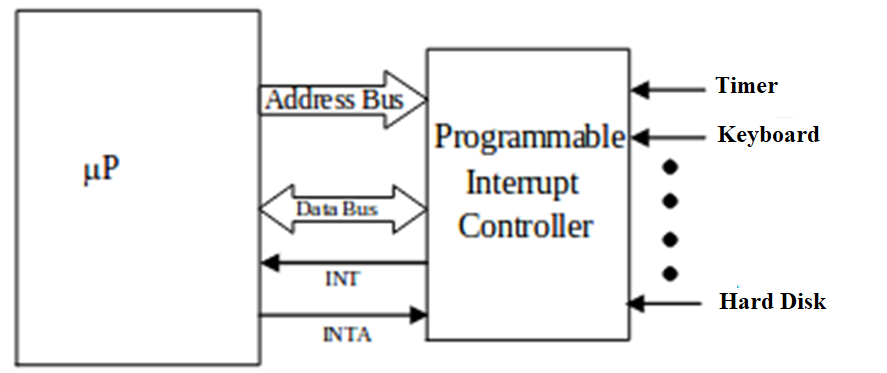 μP
Address Bus
Data Bus
INT
INTA
Programmable
Interrupt
Controller
Timer
Keyboard
Hard Disk